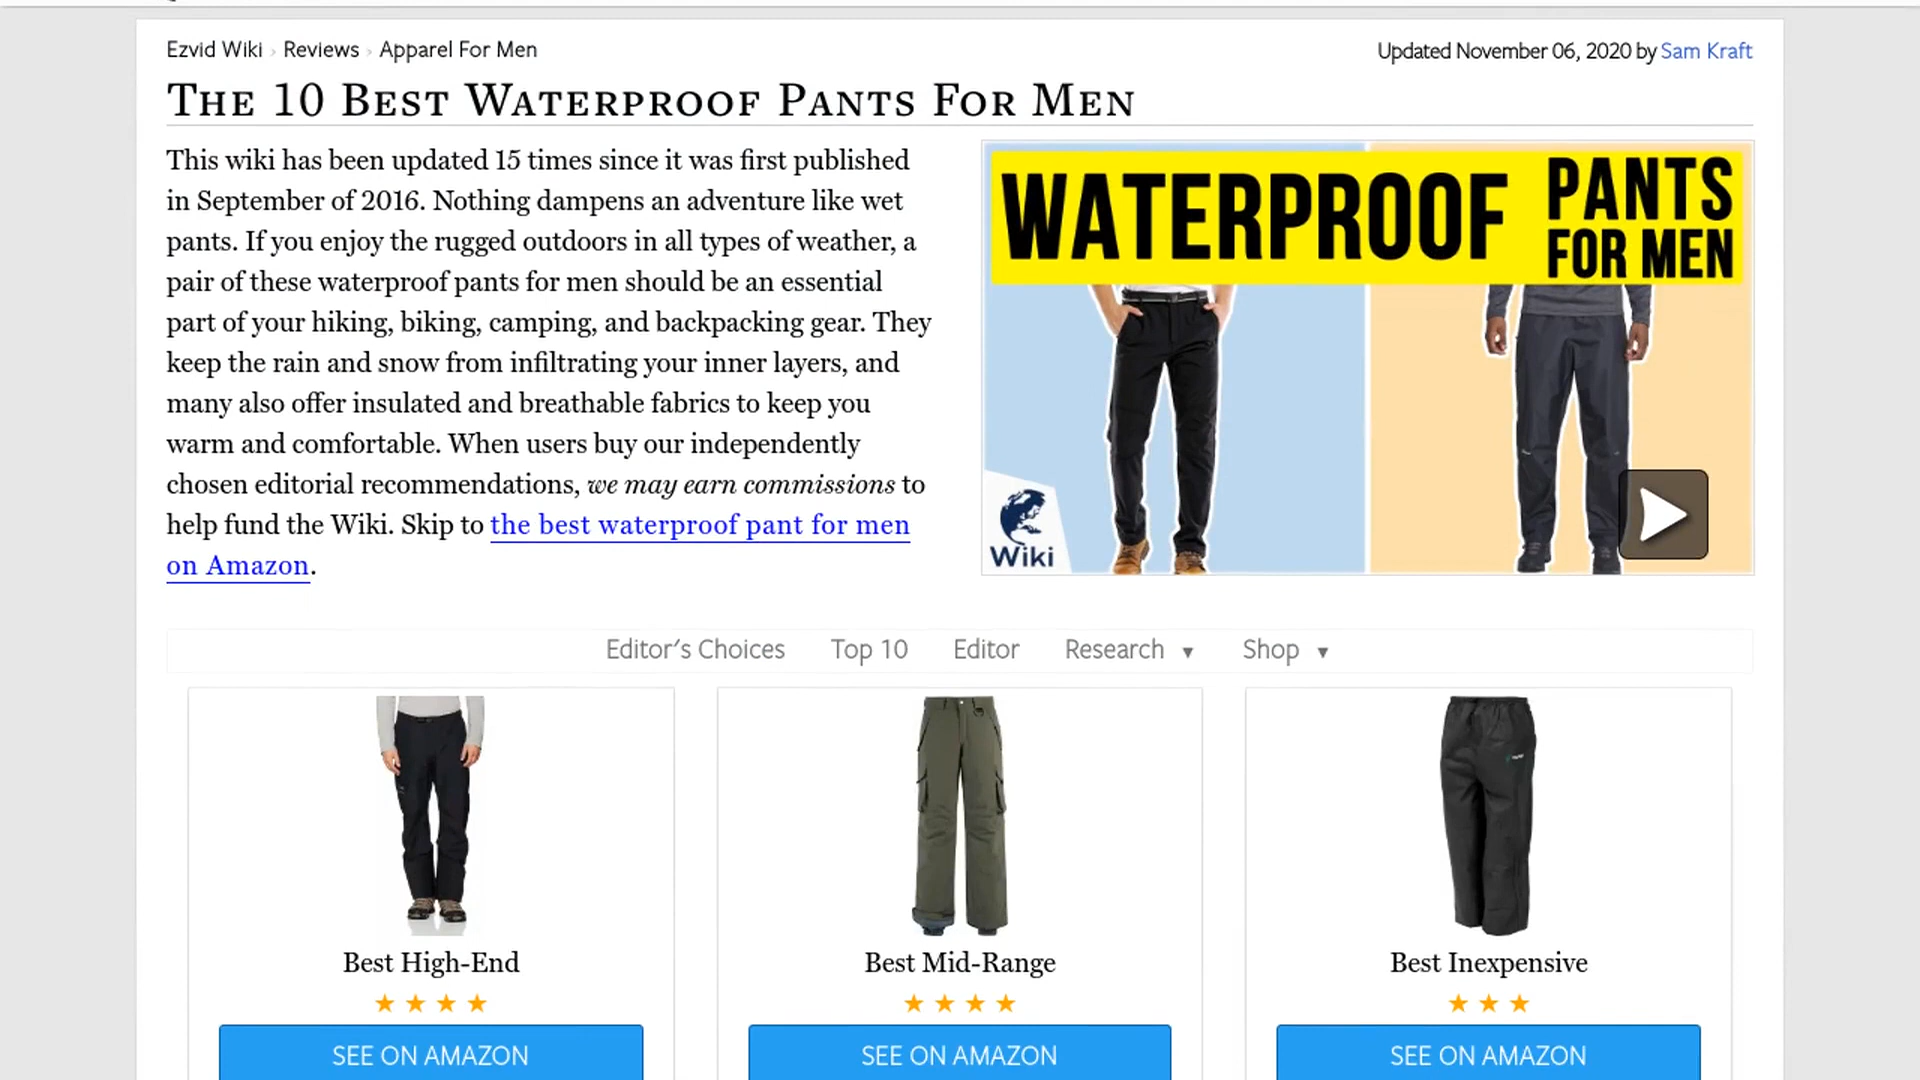 Ezvid Wiki › Reviews › Apparel For Men
Updated November 06, 2020 by Sam Kraft
The 10 Best Waterproof Pants For Men
This wiki has been updated 15 times since it was first published
in September of 2016. Nothing dampens an adventure like wet
pants. If you enjoy the rugged outdoors in all types of weather, a
pair of these waterproof pants for men should be an essential
part of your hiking, biking, camping, and backpacking gear. They
keep the rain and snow from infiltrating your inner layers, and
many also offer insulated and breathable fabrics to keep you
warm and comfortable. When users buy our independently
chosen editorial recommendations, we may earn commissions to
help fund the Wiki. Skip to the best waterproof pant for men
on Amazon.
WATERPROOF
PANTS
FOR MEN
Wiki
Editor's Choices Top 10 Editor Research ▼ Shop ▼
Best High-End
★ ★ ★ ★
SEE ON AMAZON
Best Mid-Range
★ ★ ★ ★
SEE ON AMAZON
Best Inexpensive
★ ★ ★
SEE ON AMAZON